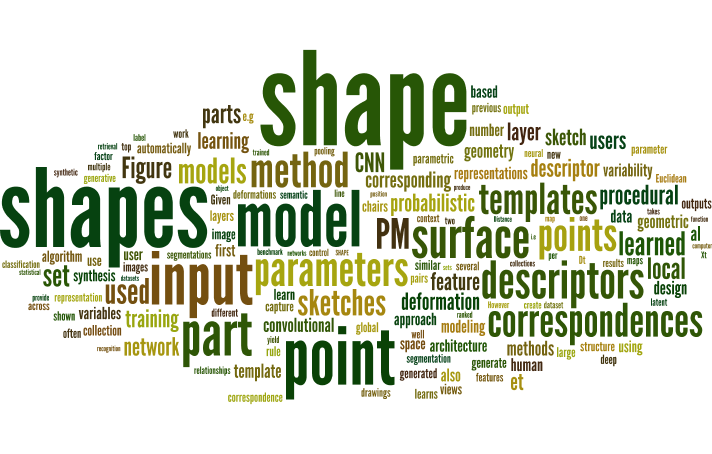 shape
based
previous output
parts e.g
number layer sketch users
label work learning
retrieval top automatically
trained pooling
geometry neural new parameter
factor multiple
Figure models method CNN parametric
representations descriptor variability Euclidean
synthetic generative
corresponding produce
object deformations semantic line position
shapes Given model chairs probabilistic templates procedural outputs
layers context two Distance map one data takes geometric function
image PM surface points learned al
user first benchmark networks control SHAPE
i.e computer
algorithm use segmentations similar sets several per Dt results maps Xt
classification statistical images datasets
set synthesis input parameters pairs feature descriptors local
design
provide across representation used learn capture sketches deformation However create dataset latent
shown variables training different convolutional global approach ranked modeling correspondences
often collection
part yield rule point well space architecture methods large structure using
recognition network
segmentation deep
relationships template generated also generate human
features et
correspondence drawings learns views
collections